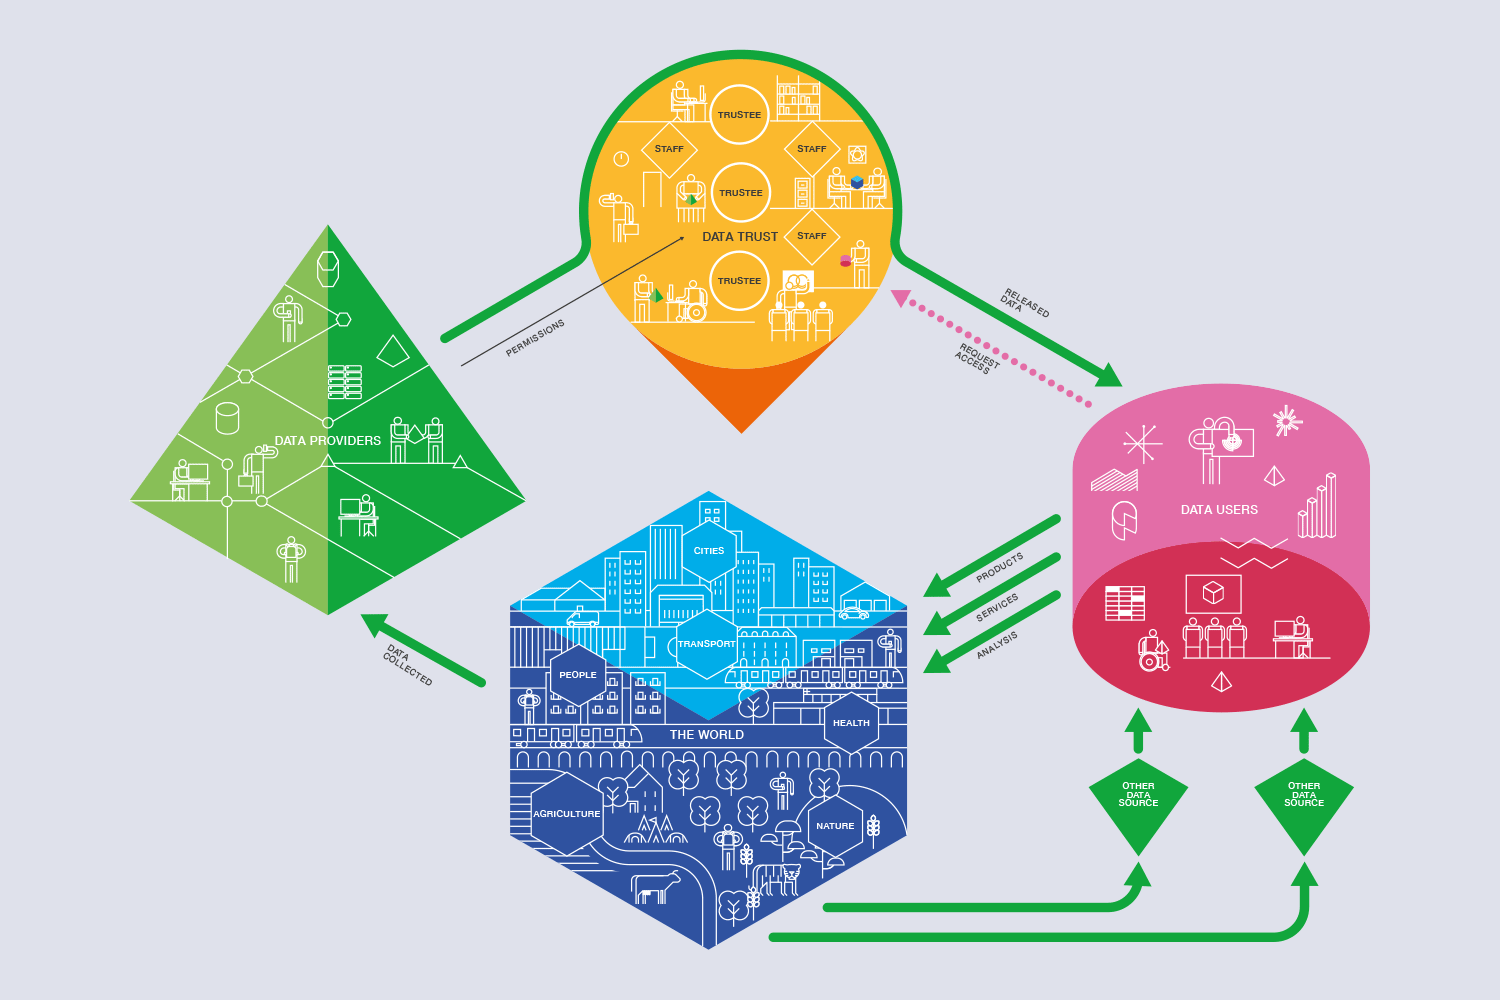 TRUSTEE
STAFF
STAFF
TRUSTEE
DATA TRUST
STAFF
TRUSTEE
PERMISSIONS
RELEASED
DATA
REQUEST
ACCESS
DATA PROVIDERS
DATA USERS
CITIES
TRANSPORT
PEOPLE
HEALTH
THE WORLD
AGRICULTURE
NATURE
PRODUCTS
SERVICES
ANALYSIS
DATA
COLLECTED
OTHER
DATA
SOURCE
OTHER
DATA
SOURCE